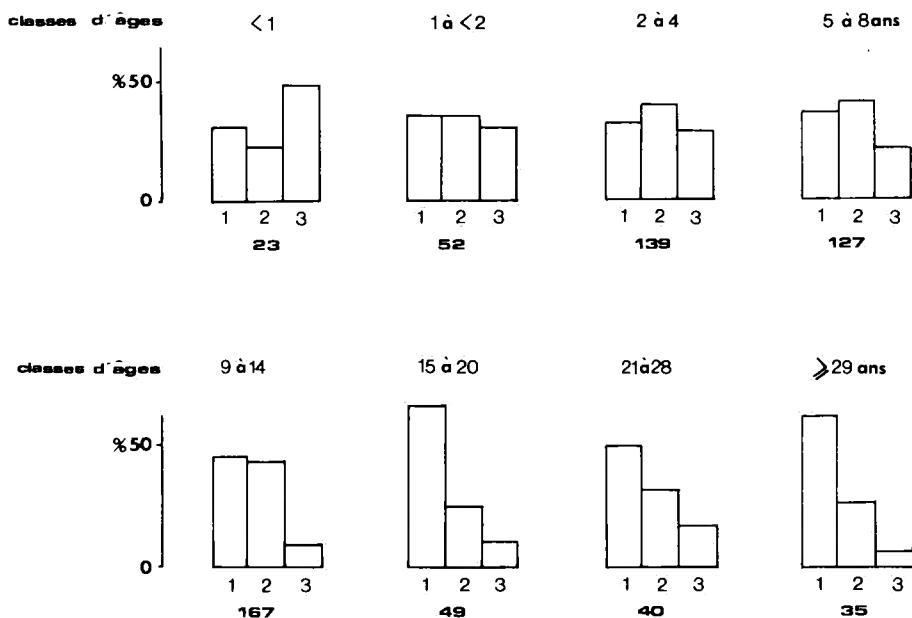 classes d'âges <1 1à<2 2 à 4 5 à 8ans
%50
0
1 2 3 1 2 3 1 2 3 1 2 3
23 52 139 127
classes d'âges 9 à14 15 à 20 21à28 ⩾29 ans
%50
0
1 2 3 1 2 3 1 2 3 1 2 3
167 49 40 35